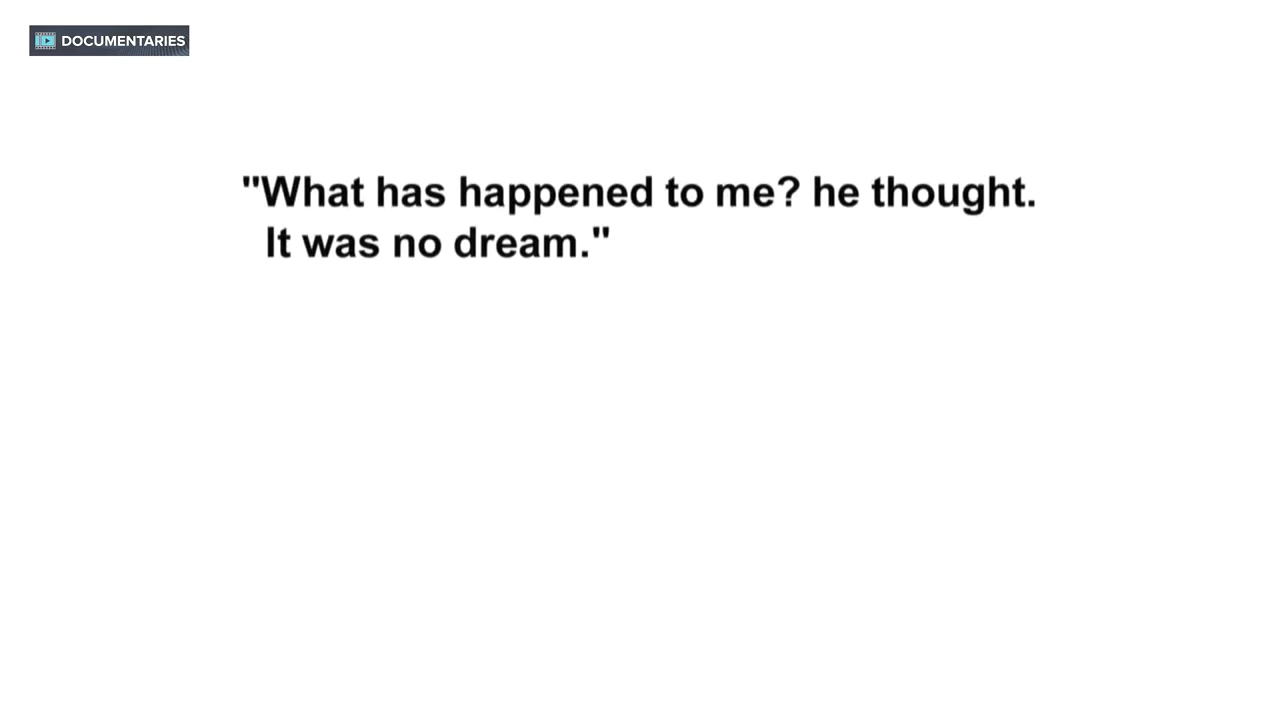 DOCUMENTARIES
"What has happened to me? he thought.
It was no dream."